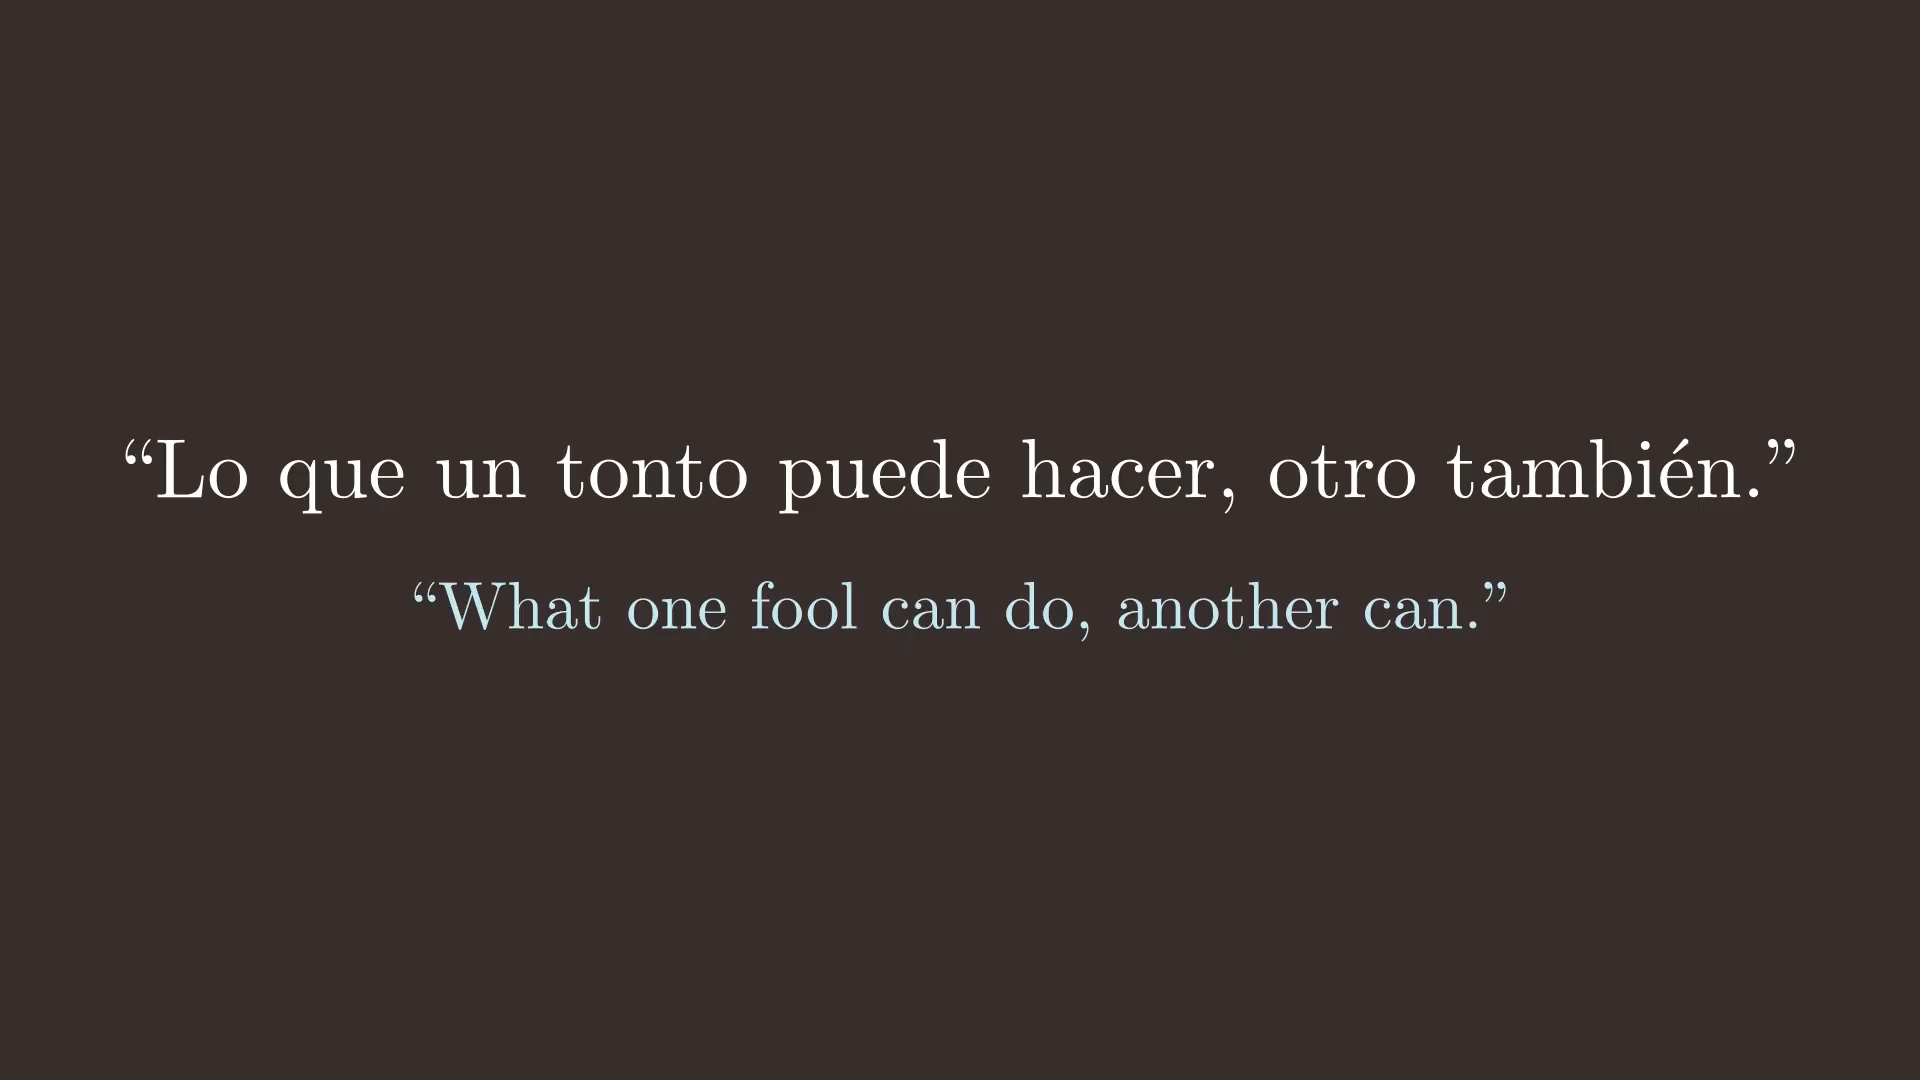 “Lo que un tonto puede hacer, otro también.”
“What one fool can do, another can.”